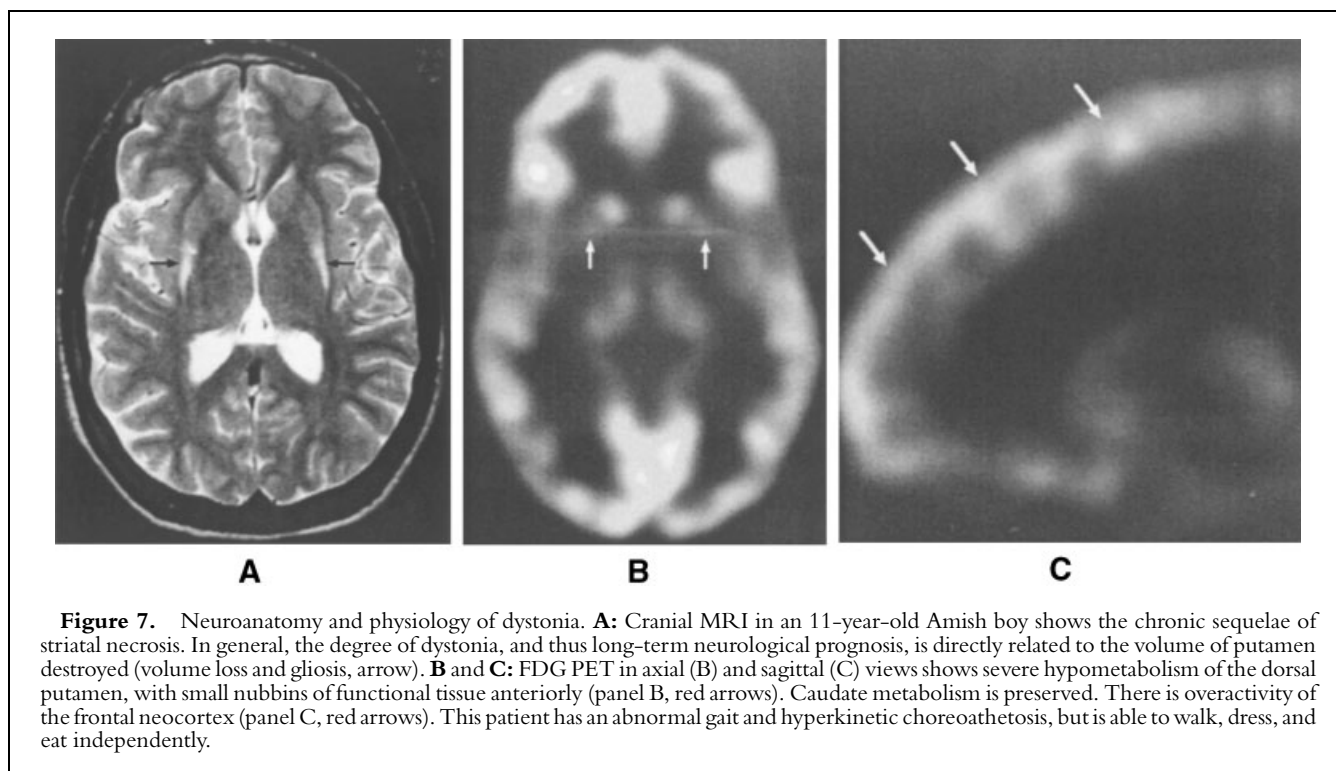 A
B
C
Figure 7. Neuroanatomy and physiology of dystonia. A: Cranial MRI in an 11-year-old Amish boy shows the chronic sequelae of
striatal necrosis. In general, the degree of dystonia, and thus long-term neurological prognosis, is directly related to the volume of putamen
destroyed (volume loss and gliosis, arrow). B and C: FDG PET in axial (B) and sagittal (C) views shows severe hypometabolism of the dorsal
putamen, with small nubbins of functional tissue anteriorly (panel B, red arrows). Caudate metabolism is preserved. There is overactivity of
the frontal neocortex (panel C, red arrows). This patient has an abnormal gait and hyperkinetic choreoathetosis, but is able to walk, dress, and
eat independently.